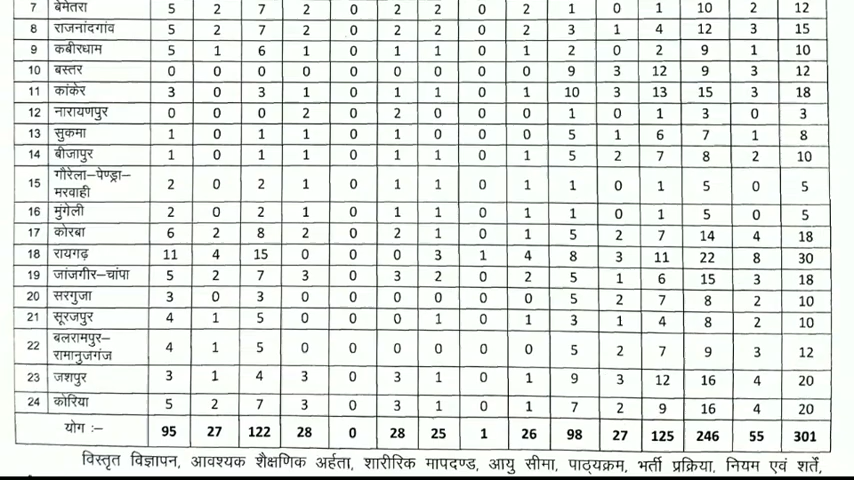 7 बेमेतरा 5 2 7 2 0 2 2 0 2 1 0 1 10 2 12
8 राजनांदगांव 5 2 7 2 0 2 2 0 2 3 1 4 12 3 15
9 कबीरधाम 5 1 6 1 0 1 1 0 1 2 0 2 9 1 10
10 बस्तर 0 0 0 0 0 0 0 0 0 9 3 12 9 3 12
11 कांकेर 3 0 3 1 0 1 1 0 1 10 3 13 15 3 18
12 नारायणपुर 0 0 0 2 0 2 0 0 0 1 0 1 3 0 3
13 सुकमा 1 0 1 1 0 1 0 0 0 5 1 6 7 1 8
14 बीजापुर 1 0 1 1 0 1 1 0 1 5 2 7 8 2 10
15 गौरेला–पेण्ड्रा–
मरवाही 2 0 2 1 0 1 1 0 1 1 0 1 5 0 5
16 मुंगेली 2 0 2 1 0 1 1 0 1 1 0 1 5 0 5
17 कोरबा 6 2 8 2 0 2 1 0 1 5 2 7 14 4 18
18 रायगढ़ 11 4 15 0 0 0 3 1 4 8 3 11 22 8 30
19 जांजगीर–चांपा 5 2 7 3 0 3 2 0 2 5 1 6 15 3 18
20 सरगुजा 3 0 3 0 0 0 0 0 0 5 2 7 8 2 10
21 सूरजपुर 4 1 5 0 0 0 1 0 1 3 1 4 8 2 10
22 बलरामपुर–
रामानुजगंज 4 1 5 0 0 0 0 0 0 5 2 7 9 3 12
23 जशपुर 3 1 4 3 0 3 1 0 1 9 3 12 16 4 20
24 कोरिया 5 2 7 3 0 3 1 0 1 7 2 9 16 4 20
योग :– 95 27 122 28 0 28 25 1 26 98 27 125 246 55 301
विस्तृत विज्ञापन, आवश्यक शैक्षणिक अर्हता, शारीरिक मापदण्ड, आयु सीमा, पाठ्यक्रम, भर्ती प्रक्रिया, नियम एवं शर्ते,